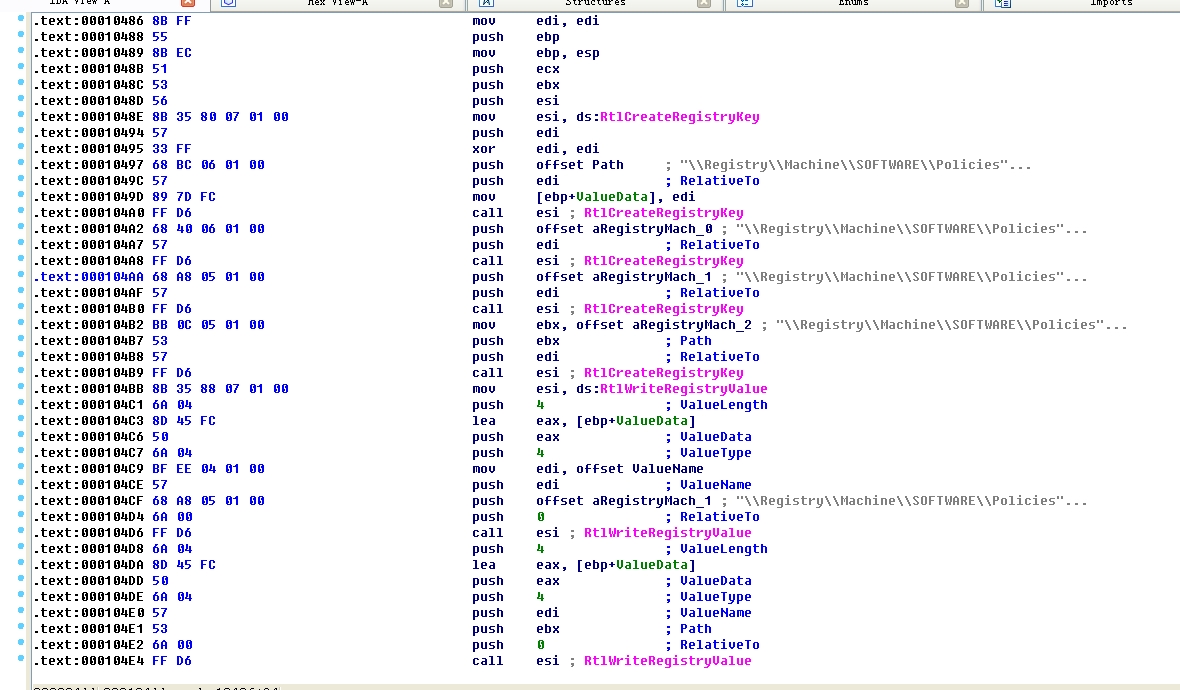 IDA View-A Hex View-A Structures Enums Imports
.text:00010486 8B FF mov edi, edi
.text:00010488 55 push ebp
.text:00010489 8B EC mov ebp, esp
.text:0001048B 51 push ecx
.text:0001048C 53 push ebx
.text:0001048D 56 push esi
.text:0001048E 8B 35 80 07 01 00 mov esi, ds:RtlCreateRegistryKey
.text:00010494 57 push edi
.text:00010495 33 FF xor edi, edi
.text:00010497 68 BC 06 01 00 push offset Path ; "\\Registry\\Machine\\SOFTWARE\\Policies"...
.text:0001049C 57 push edi ; RelativeTo
.text:0001049D 89 7D FC mov [ebp+ValueData], edi
.text:000104A0 FF D6 call esi ; RtlCreateRegistryKey
.text:000104A2 68 40 06 01 00 push offset aRegistryMach_0 ; "\\Registry\\Machine\\SOFTWARE\\Policies"...
.text:000104A7 57 push edi ; RelativeTo
.text:000104A8 FF D6 call esi ; RtlCreateRegistryKey
.text:000104AA 68 A8 05 01 00 push offset aRegistryMach_1 ; "\\Registry\\Machine\\SOFTWARE\\Policies"...
.text:000104AF 57 push edi ; RelativeTo
.text:000104B0 FF D6 call esi ; RtlCreateRegistryKey
.text:000104B2 BB 0C 05 01 00 mov ebx, offset aRegistryMach_2 ; "\\Registry\\Machine\\SOFTWARE\\Policies"...
.text:000104B7 53 push ebx ; Path
.text:000104B8 57 push edi ; RelativeTo
.text:000104B9 FF D6 call esi ; RtlCreateRegistryKey
.text:000104BB 8B 35 88 07 01 00 mov esi, ds:RtlWriteRegistryValue
.text:000104C1 6A 04 push 4 ; ValueLength
.text:000104C3 8D 45 FC lea eax, [ebp+ValueData]
.text:000104C6 50 push eax ; ValueData
.text:000104C7 6A 04 push 4 ; ValueType
.text:000104C9 BF EE 04 01 00 mov edi, offset ValueName
.text:000104CE 57 push edi ; ValueName
.text:000104CF 68 A8 05 01 00 push offset aRegistryMach_1 ; "\\Registry\\Machine\\SOFTWARE\\Policies"...
.text:000104D4 6A 00 push 0 ; RelativeTo
.text:000104D6 FF D6 call esi ; RtlWriteRegistryValue
.text:000104D8 6A 04 push 4 ; ValueLength
.text:000104DA 8D 45 FC lea eax, [ebp+ValueData]
.text:000104DD 50 push eax ; ValueData
.text:000104DE 6A 04 push 4 ; ValueType
.text:000104E0 57 push edi ; ValueName
.text:000104E1 53 push ebx ; Path
.text:000104E2 6A 00 push 0 ; RelativeTo
.text:000104E4 FF D6 call esi ; RtlWriteRegistryValue